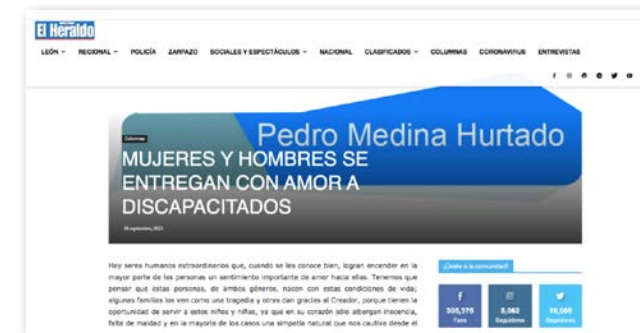 El Heraldo
LEÓN REGIONAL POLICÍA ZARPAZO SOCIALES Y ESPECTÁCULOS NACIONAL CLASIFICADOS COLUMNAS CORONAVIRUS ENTREVISTAS
Columnas
Pedro Medina Hurtado
MUJERES Y HOMBRES SE
ENTREGAN CON AMOR A
DISCAPACITADOS
septiembre, 2021
Hay seres humanos extraordinarios que, cuando se les conoce bien, logran encender en la
mayor parte de las personas un sentimiento importante de amor hacia ellas. Tenemos que
pensar que estas personas, de ambos géneros, nacen con estas condiciones de vida;
algunas familias los ven como una tragedia y otras dan gracias al Creador, porque tienen la
oportunidad de servir a estos niños y niñas, ya que en su corazón sólo albergan inocencia,
falta de maldad y en la mayoría de los casos una simpatía natural que nos cautiva desde el
¡Únete a la comunidad!
505,375
Fans
5,062
Seguidores
Seguidores